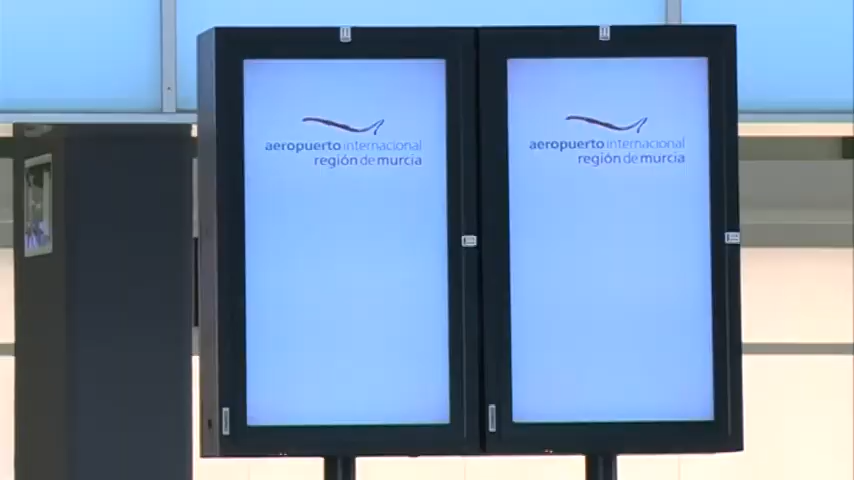 aeropuerto internacional
región de murcia
aeropuerto internacional
región de murcia